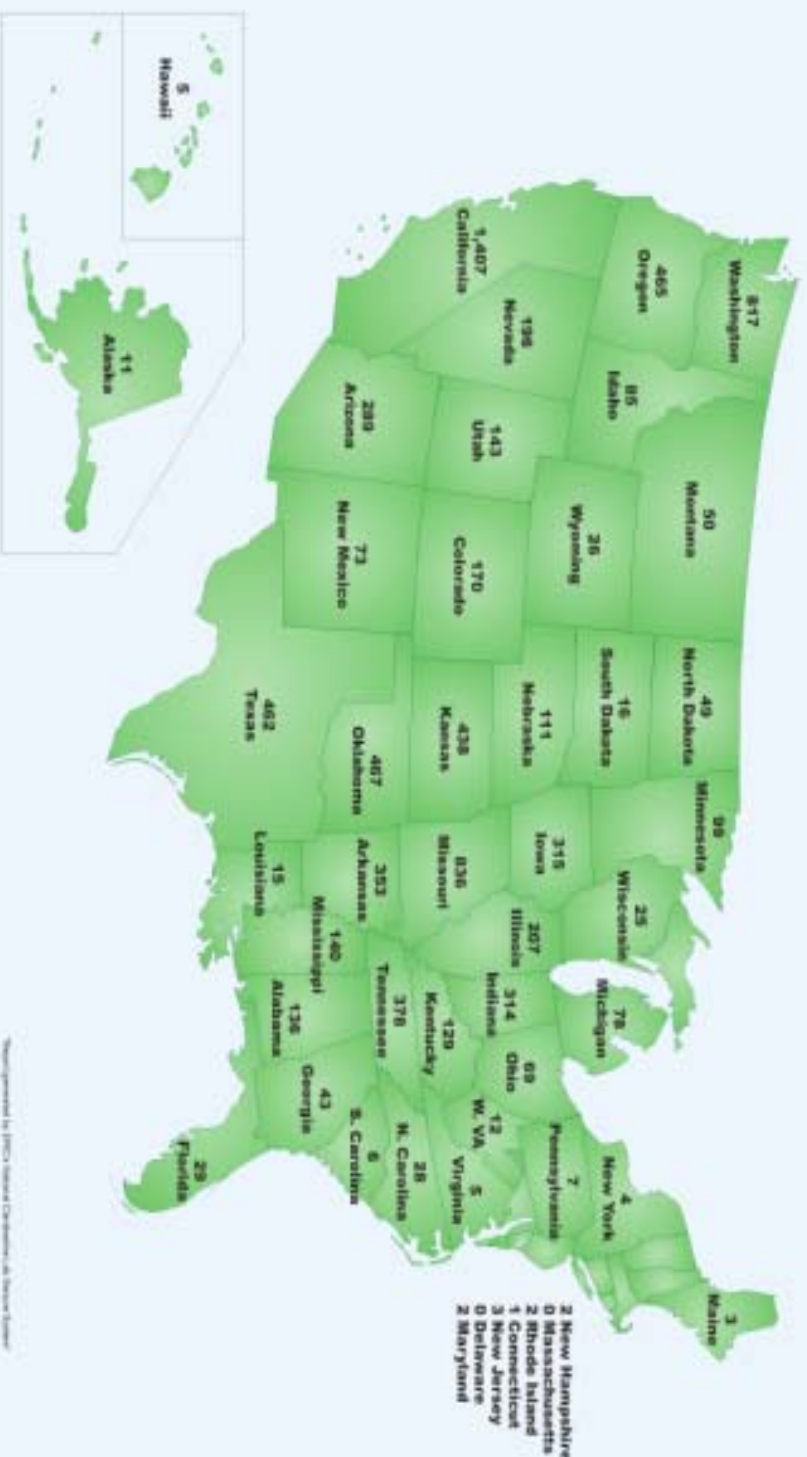 817
Washington
465
Oregon
1,407
California
196
Nevada
85
Idaho
50
Montana
26
Wyoming
143
Utah
289
Arizona
170
Colorado
73
New Mexico
49
North Dakota
16
South Dakota
111
Nebraska
438
Kansas
467
Oklahoma
462
Texas
99
Minnesota
315
Iowa
836
Missouri
353
Arkansas
15
Louisiana
25
Wisconsin
207
Illinois
78
Michigan
314
Indiana
69
Ohio
129
Kentucky
378
Tennessee
140
Mississippi
136
Alabama
43
Georgia
29
Florida
6
S. Carolina
28
N. Carolina
5
Virginia
12
W. VA
7
Pennsylvania
4
New York
3
Maine
2 New Hampshire
0 Massachusetts
2 Rhode Island
1 Connecticut
3 New Jersey
0 Delaware
2 Maryland
5
Hawaii
11
Alaska